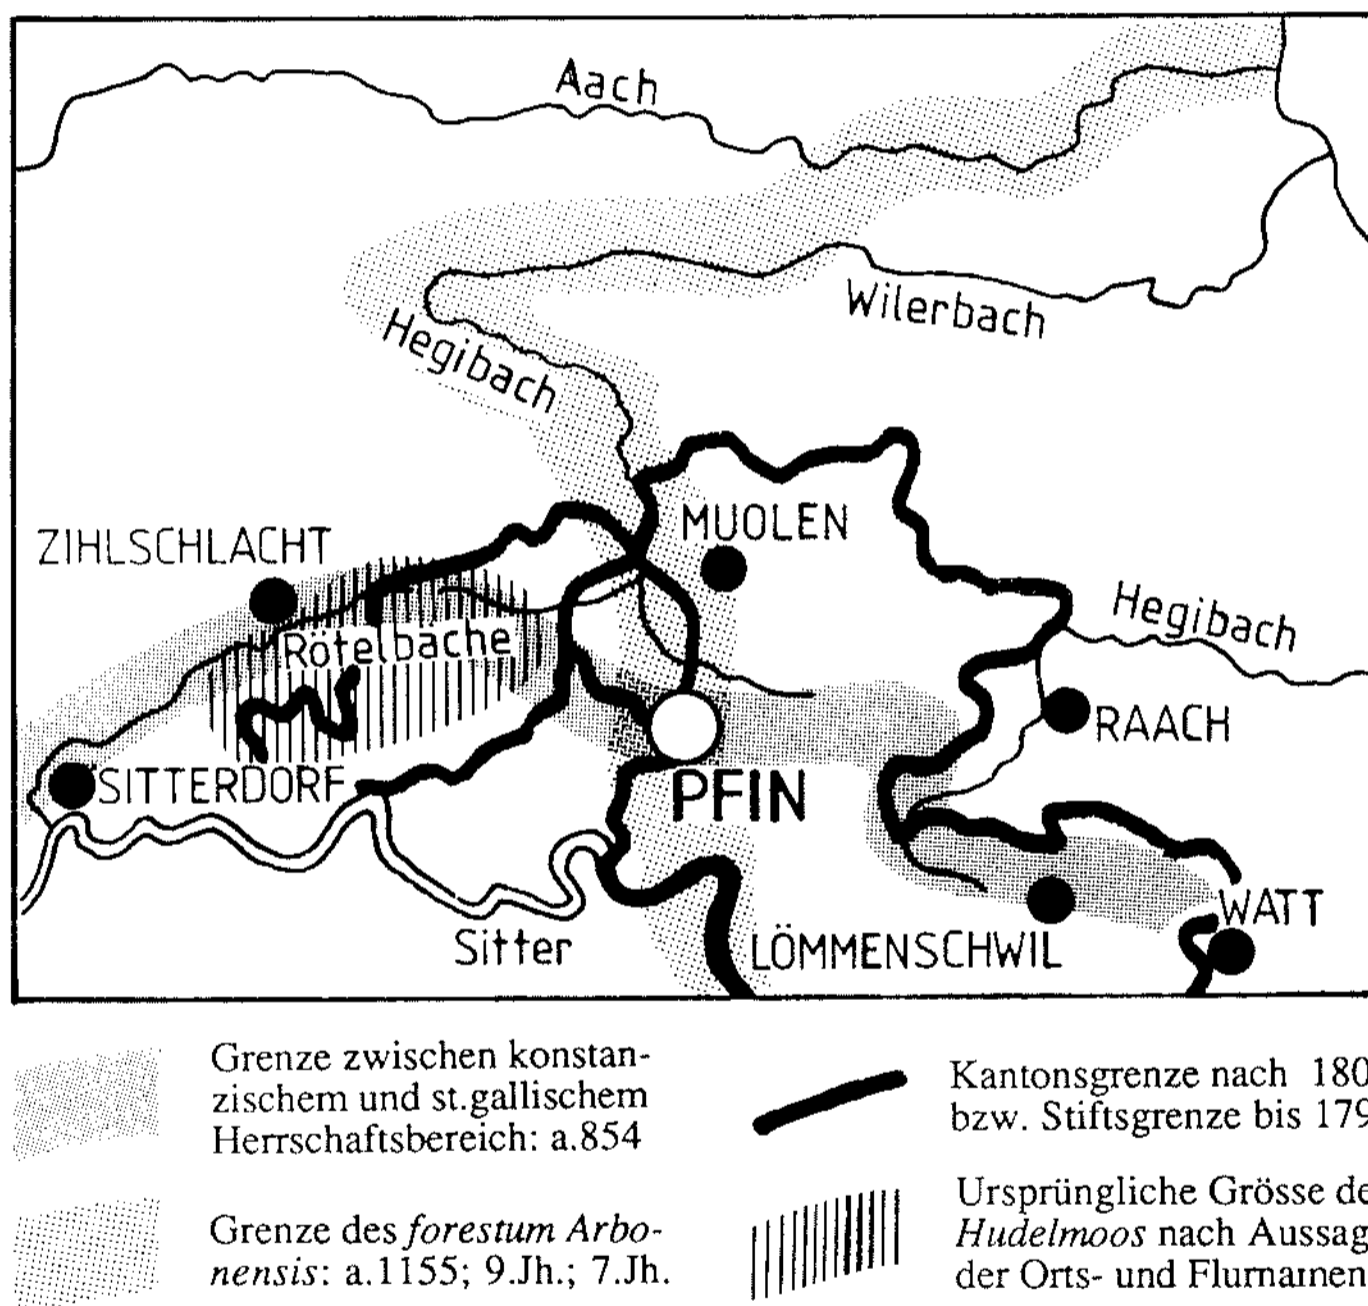 Aach
Wilerbach
Hegibach
ZIHLSCHLACHT
MUOLEN
Hegibach
Rötelbache
RAACH
SITTERDORF
PFIN
WATT
Sitter
LÖMMENSCHWIL
Grenze zwischen konstan-
zischem und st.gallischem
Herrschaftsbereich: a.854
Grenze des forestum Arbo-
nensis: a.1155; 9.Jh.; 7.Jh.
Kantonsgrenze nach 180
bzw. Stiftsgrenze bis 179
Ursprüngliche Grösse de
Hudelmoos nach Aussag
der Orts- und Flurnamen